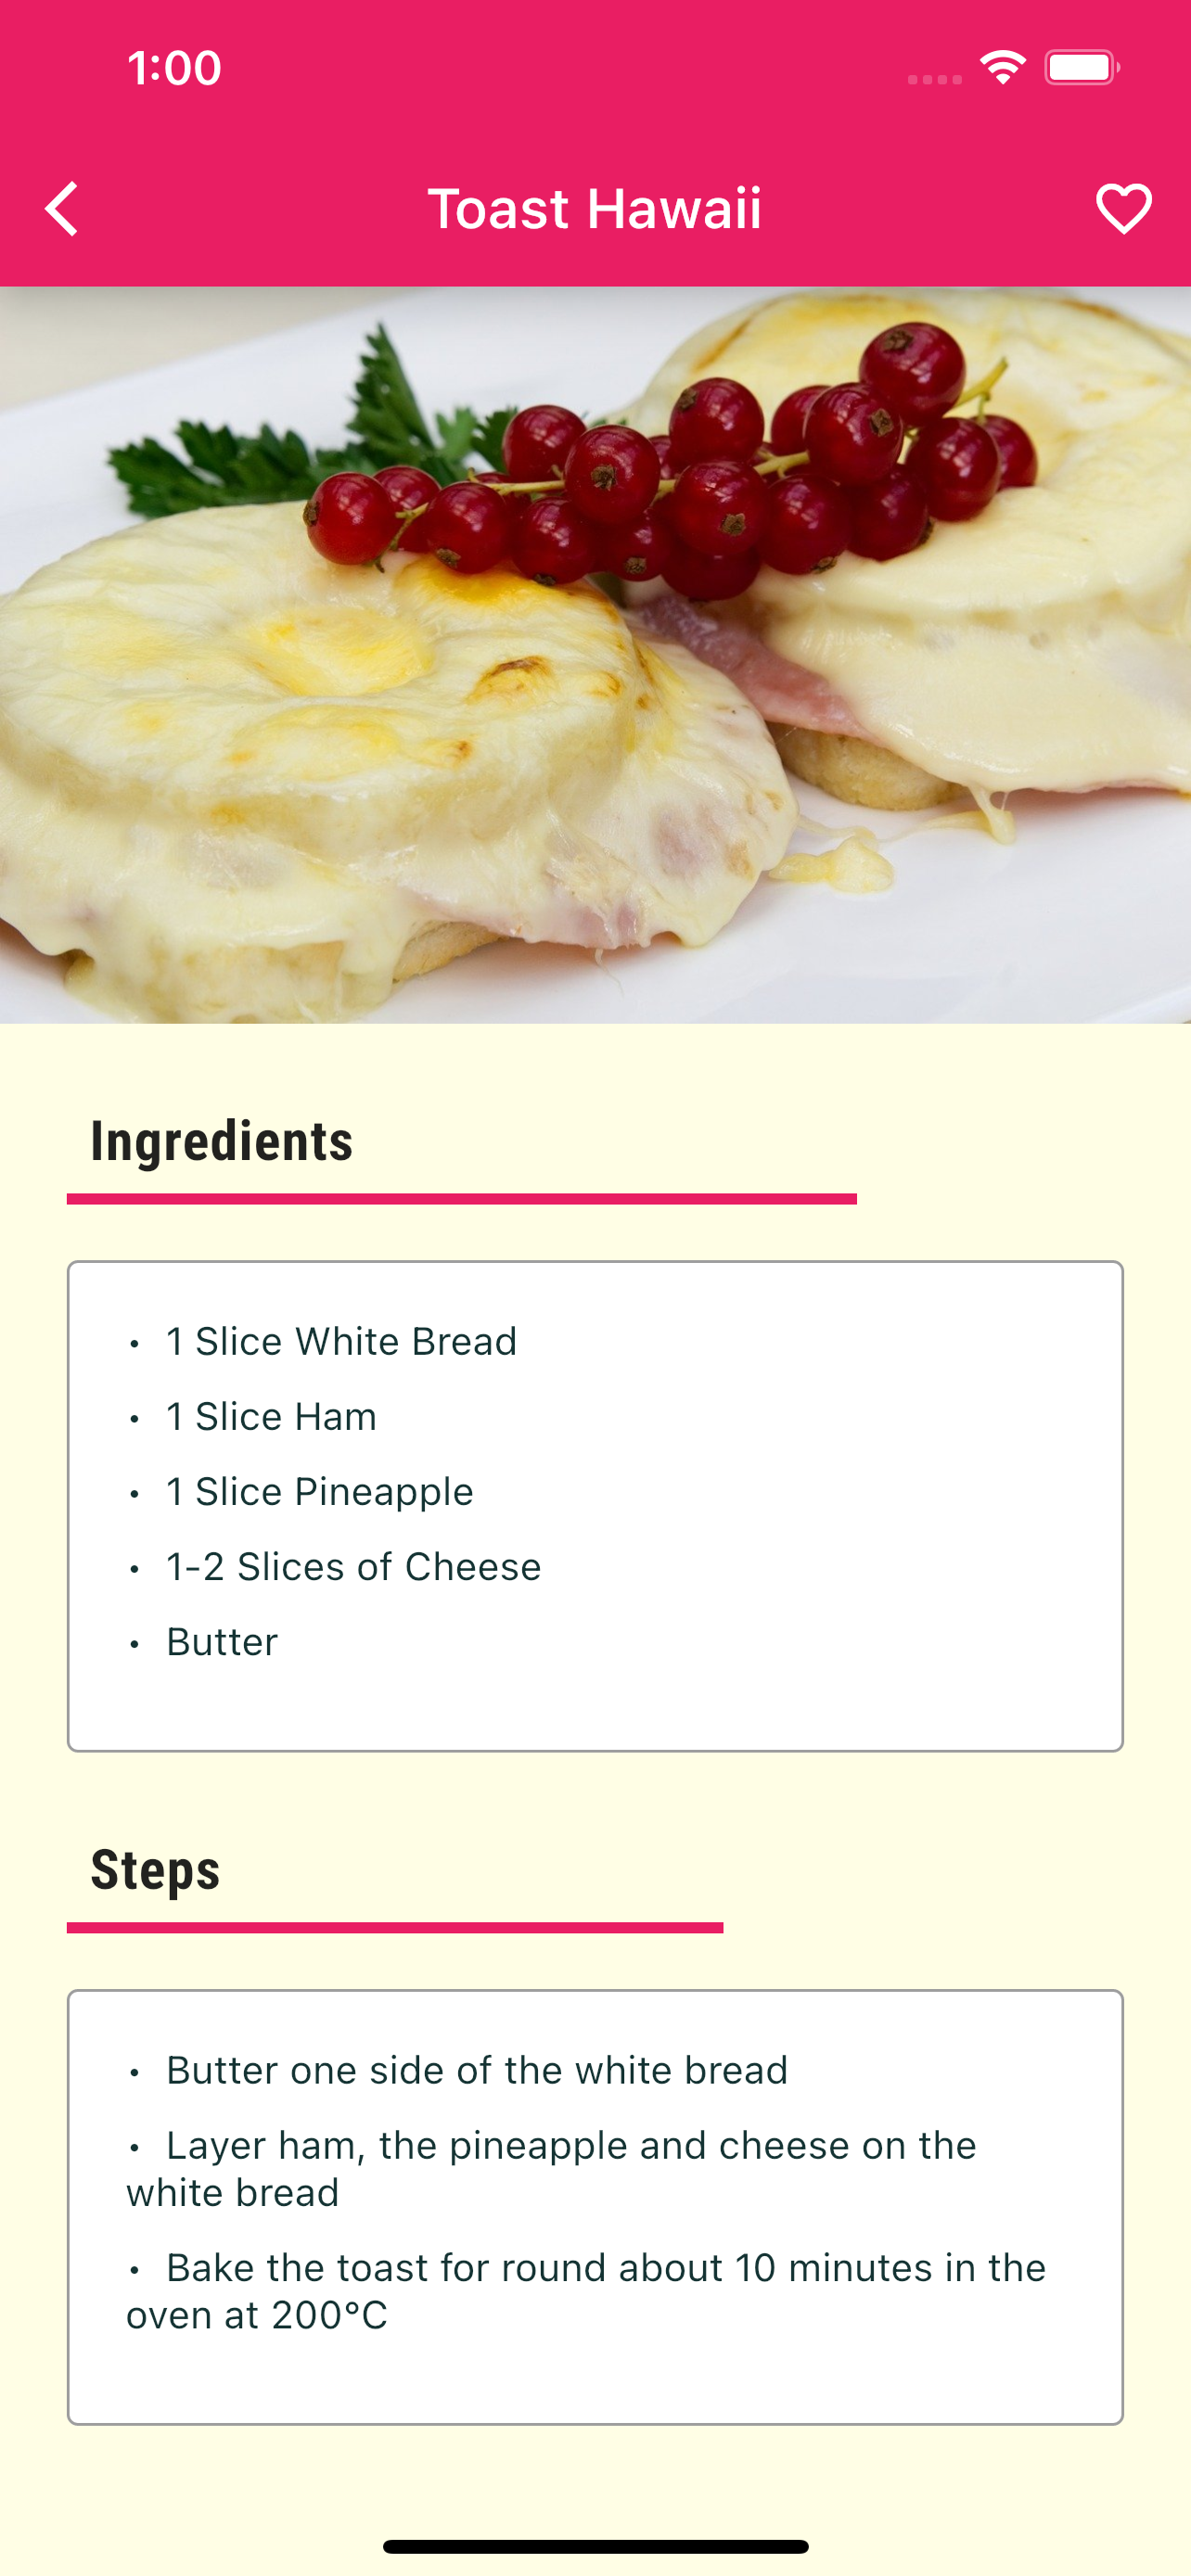 1:00
Toast Hawaii
Ingredients
• 1 Slice White Bread
• 1 Slice Ham
• 1 Slice Pineapple
• 1-2 Slices of Cheese
• Butter
Steps
• Butter one side of the white bread
• Layer ham, the pineapple and cheese on the
white bread
• Bake the toast for round about 10 minutes in the
oven at 200°C